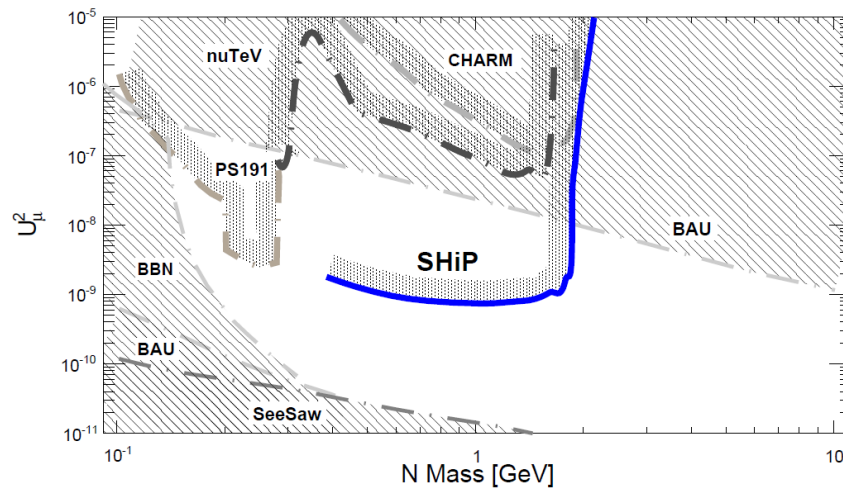 10-5
nuTeV
CHARM
10-6
10-7
PS191
U2μ
10-8
BAU
SHiP
BBN
10-9
BAU
10-10
SeeSaw
10-11
10-1
1
10
N Mass [GeV]